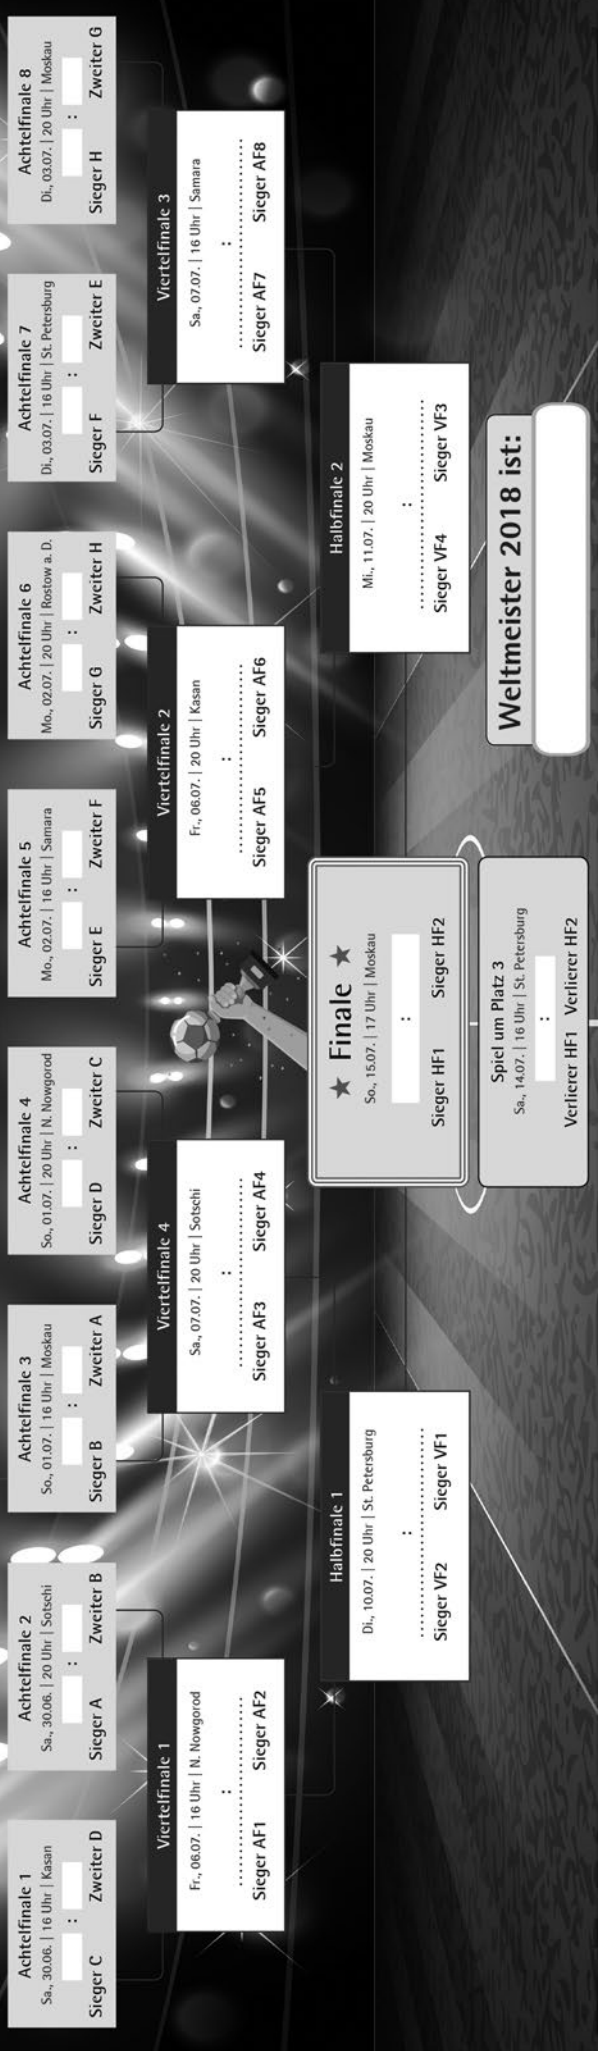 Achtelfinale 1
Sa., 30.06. | 16 Uhr | Kasan
:
Sieger C Zweiter D
Achtelfinale 2
Sa., 30.06. | 20 Uhr | Sotschi
:
Sieger A Zweiter B
Achtelfinale 3
So., 01.07. | 16 Uhr | Moskau
:
Sieger B Zweiter A
Achtelfinale 4
So., 01.07. | 20 Uhr | N. Nowgorod
:
Sieger D Zweiter C
Achtelfinale 5
Mo., 02.07. | 16 Uhr | Samara
:
Sieger E Zweiter F
Achtelfinale 6
Mo., 02.07. | 20 Uhr | Rostow a. D.
:
Sieger G Zweiter H
Achtelfinale 7
Di., 03.07. | 16 Uhr | St. Petersburg
:
Sieger F Zweiter E
Achtelfinale 8
Di., 03.07. | 20 Uhr | Moskau
:
Sieger H Zweiter G
Viertelfinale 1
Fr., 06.07. | 16 Uhr | N. Nowgorod
:
Sieger AF1 Sieger AF2
Viertelfinale 4
Sa., 07.07. | 20 Uhr | Sotschi
:
Sieger AF3 Sieger AF4
Viertelfinale 2
Fr., 06.07. | 20 Uhr | Kasan
:
Sieger AF5 Sieger AF6
Viertelfinale 3
Sa., 07.07. | 16 Uhr | Samara
:
Sieger AF7 Sieger AF8
Halbfinale 1
Di., 10.07. | 20 Uhr | St. Petersburg
:
Sieger VF2 Sieger VF1
Finale
So., 15.07. | 17 Uhr | Moskau
:
Sieger HF1 Sieger HF2
Halbfinale 2
Mi., 11.07. | 20 Uhr | Moskau
:
Sieger VF4 Sieger VF3
Spiel um Platz 3
Sa., 14.07. | 16 Uhr | St. Petersburg
:
Verlierer HF1 Verlierer HF2
Weltmeister 2018 ist: